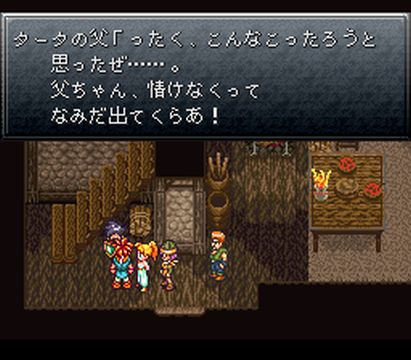 タータの父「ったく、こんなこったろうと
思ったぜ……。
父ちゃん、情けなくって
なみだ出てくらあ！